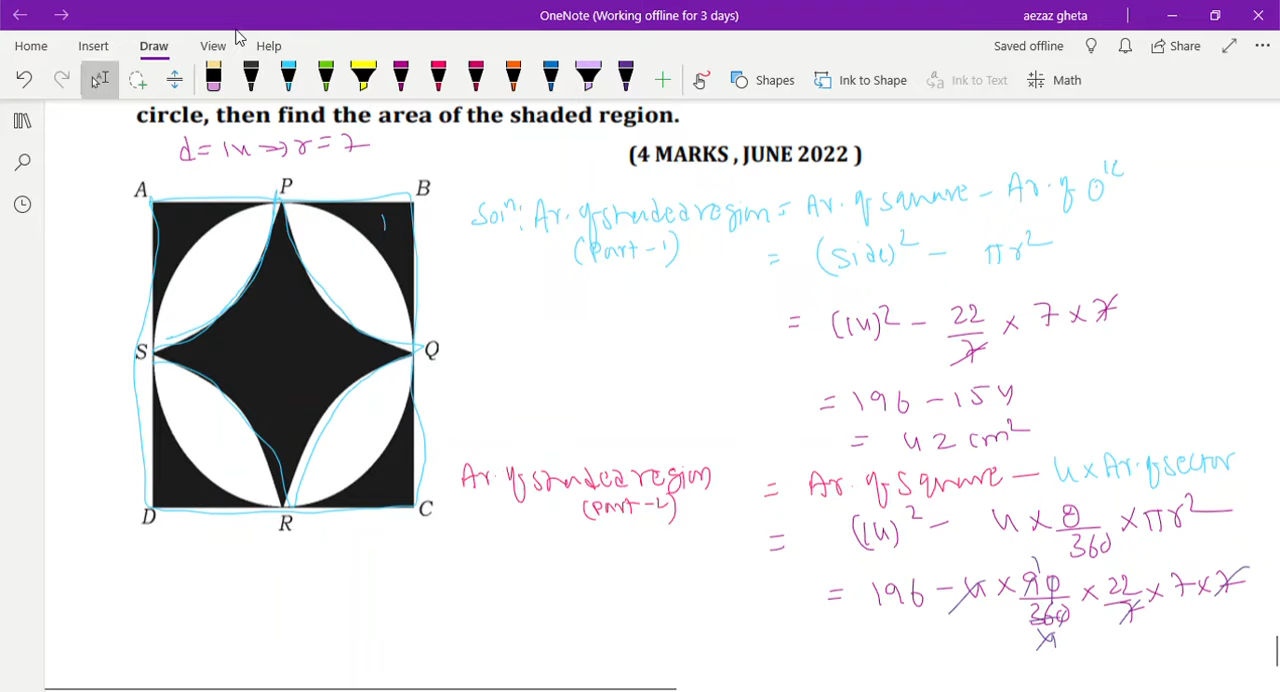 OneNote (Working offline for 3 days)
aezaz gheta
Home Insert Draw View Help
Saved offline
Share
Shapes
Ink to Shape
Ink to Text
Math
circle, then find the area of the shaded region.
d = 14 => r = 7
(4 MARKS , JUNE 2022 )
A P B
S Q
D R C
Soln: Ar. of shaded region = Ar. of square - Ar. of Ole
(Part-1)
= (side)² - πr²
= (14)² - 22/7 x 7 x 7
= 196 - 154
= 42 cm²
Ar. of shaded region = Ar. of square - 4 x Ar. of sector
(Part-2)
= (14)² - 4 x θ/360 x πr²
= 196 - 4 x 90/360 x 22/7 x 7 x 7